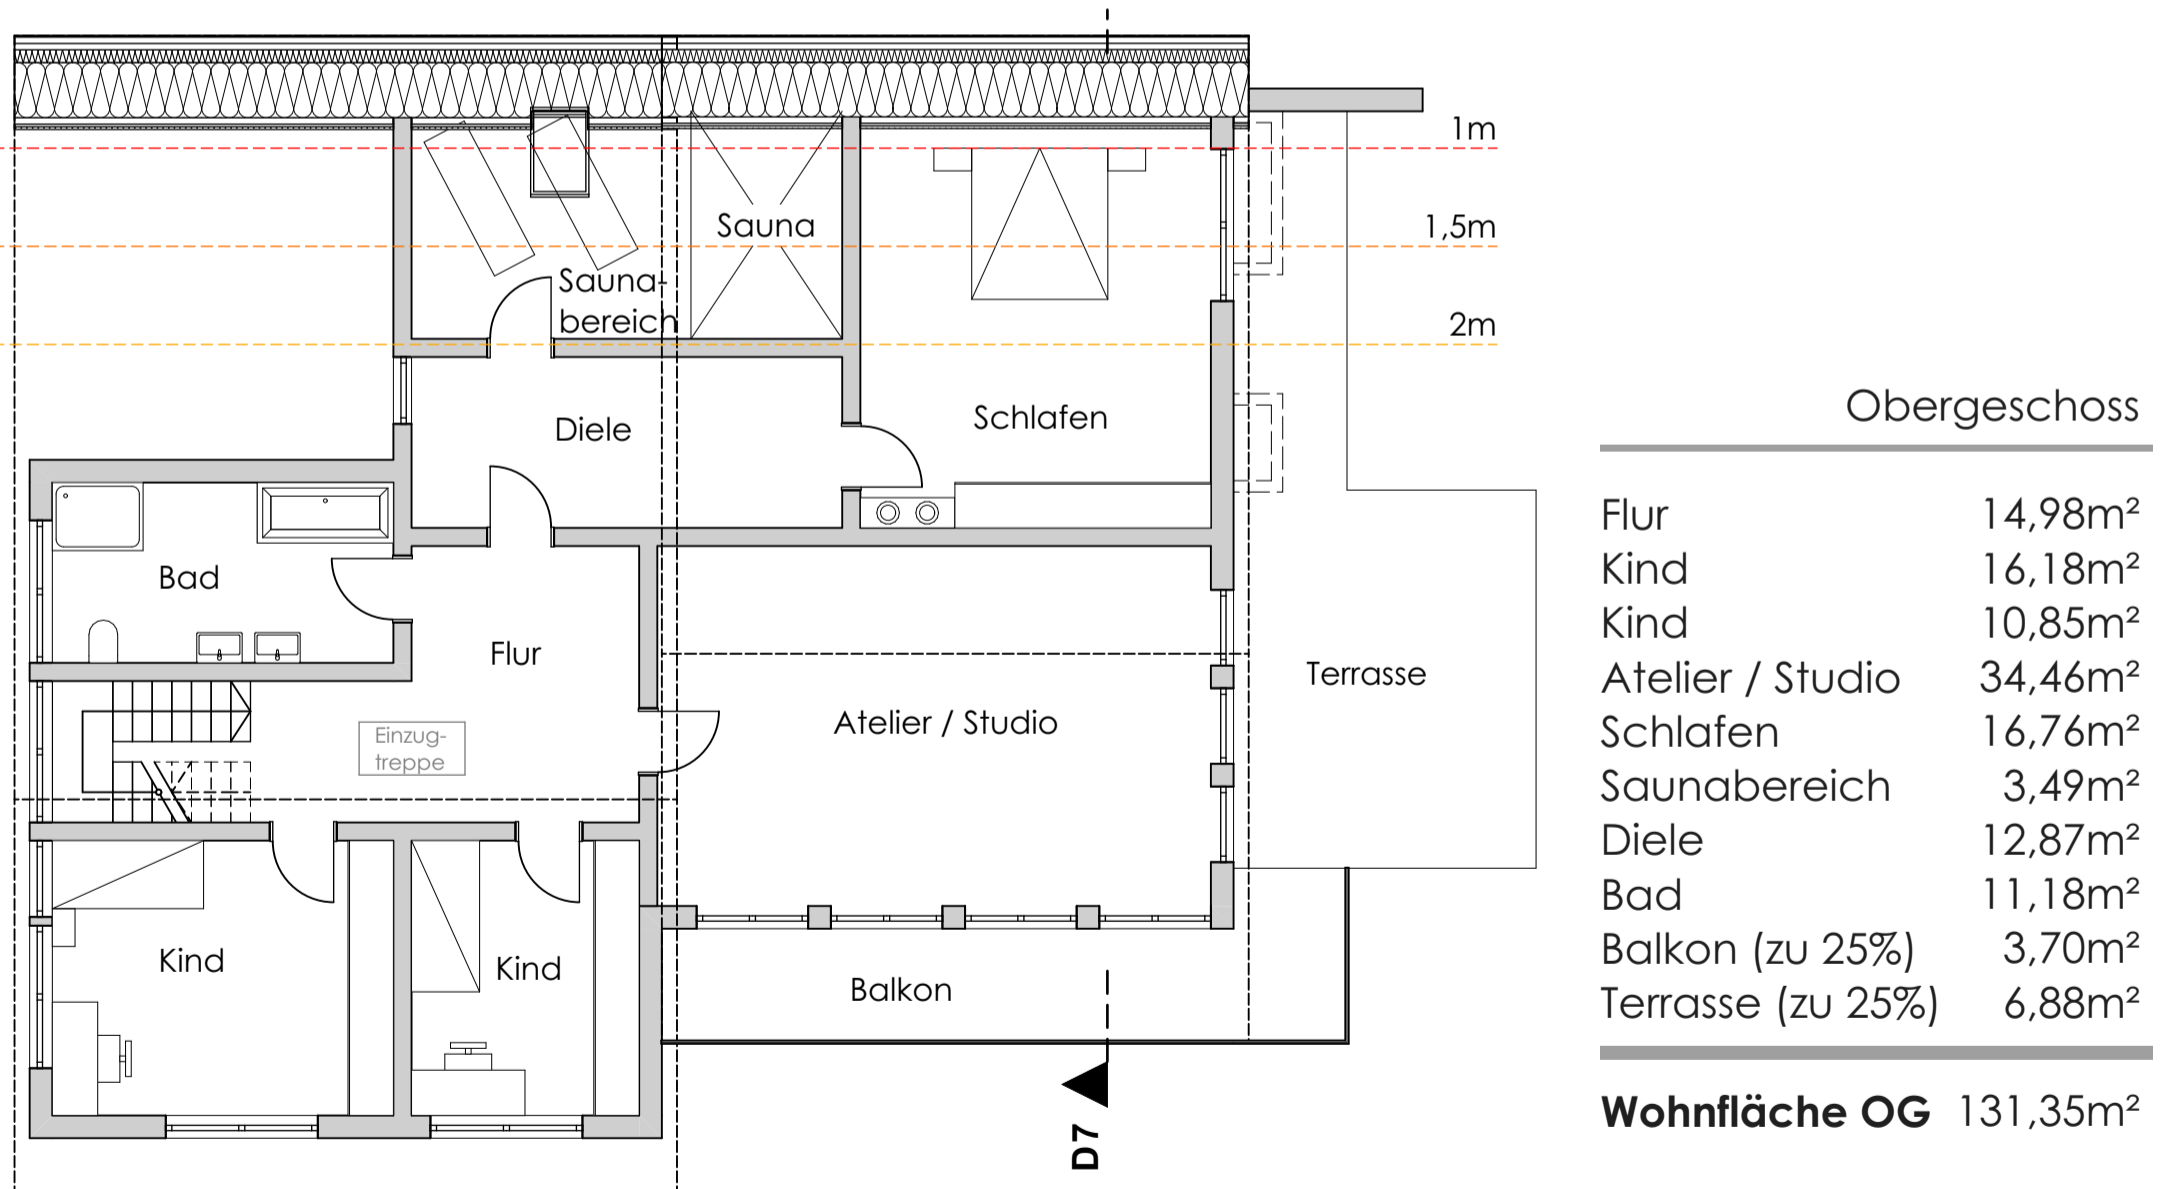 1m
1,5m
2m
Sauna
Sauna-
bereich
Diele
Schlafen
Bad
Flur
Einzug-
treppe
Atelier / Studio
Terrasse
Kind
Kind
Balkon
D7
Obergeschoss
Flur 14,98m²
Kind 16,18m²
Kind 10,85m²
Atelier / Studio 34,46m²
Schlafen 16,76m²
Saunabereich 3,49m²
Diele 12,87m²
Bad 11,18m²
Balkon (zu 25%) 3,70m²
Terrasse (zu 25%) 6,88m²
Wohnfläche OG 131,35m²